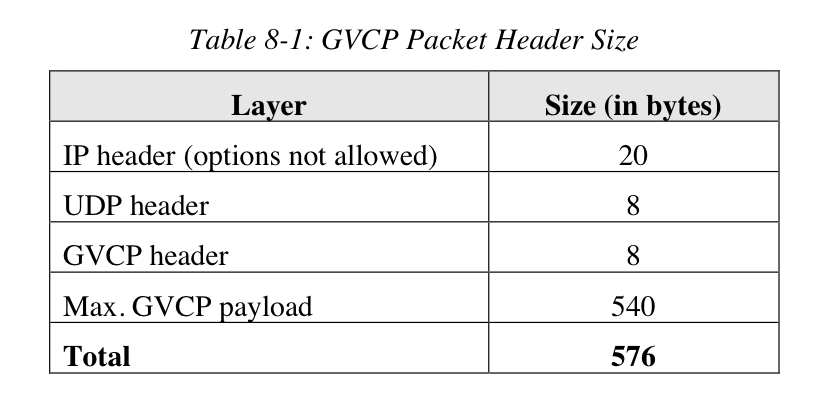 Table 8-1: GVCP Packet Header Size
Layer Size (in bytes)
IP header (options not allowed) 20
UDP header 8
GVCP header 8
Max. GVCP payload 540
Total 576